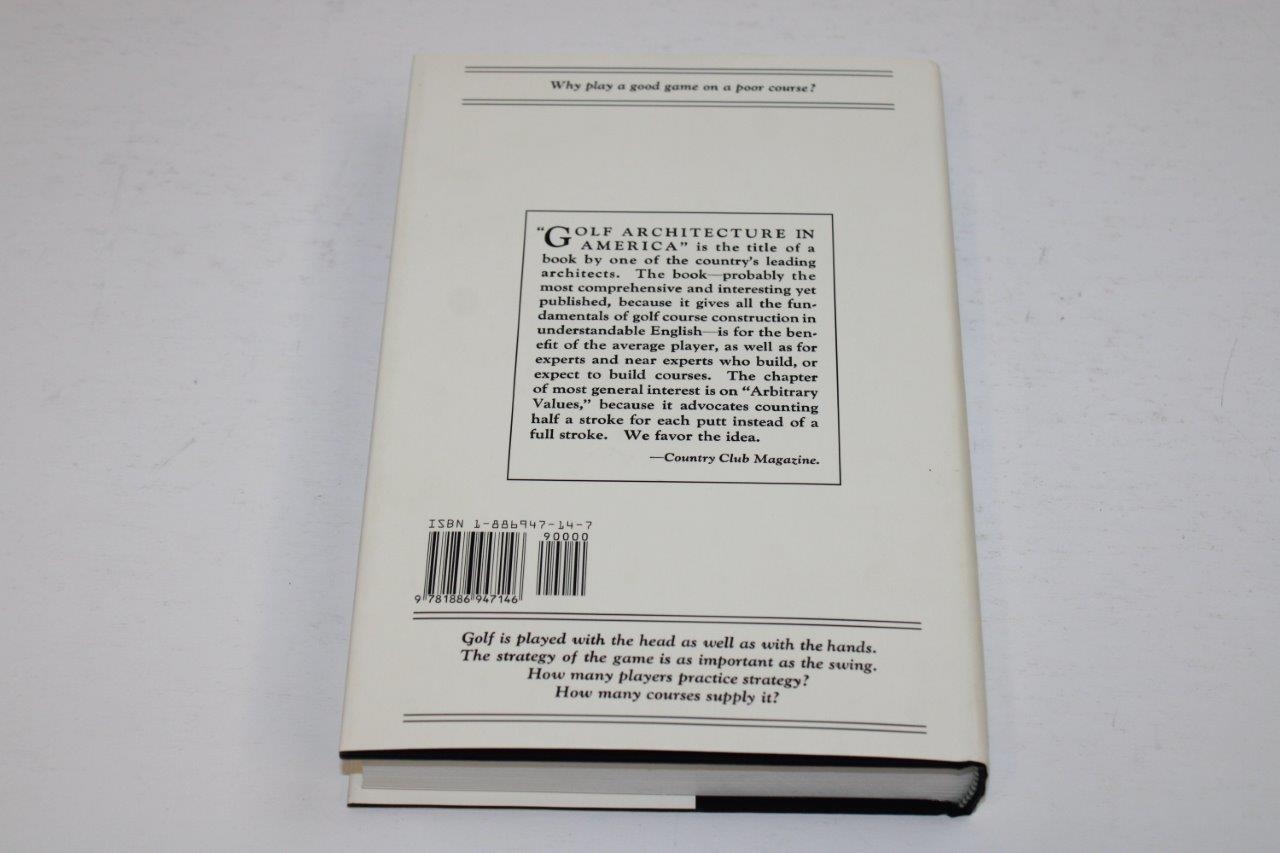 Why play a good game on a poor course?
"GOLF ARCHITECTURE IN
AMERICA" is the title of a
book by one of the country's leading
architects. The book—probably the
most comprehensive and interesting yet
published, because it gives all the fun-
damentals of golf course construction in
understandable English—is for the ben-
efit of the average player, as well as for
experts and near experts who build, or
expect to build courses. The chapter
of most general interest is on "Arbitrary
Values," because it advocates counting
half a stroke for each putt instead of a
full stroke. We favor the idea.
—Country Club Magazine.
ISBN 1-886947-14-7
90000
9 781886 947146
Golf is played with the head as well as with the hands.
The strategy of the game is as important as the swing.
How many players practice strategy?
How many courses supply it?